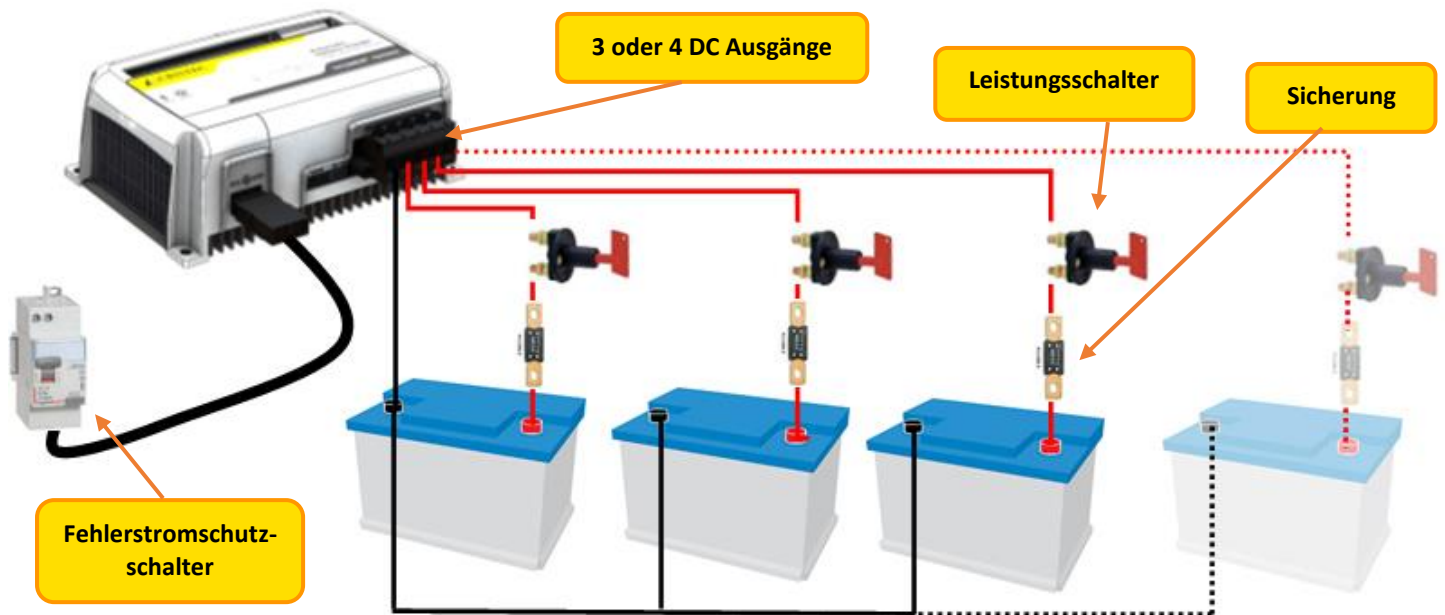 3 oder 4 DC Ausgänge
Leistungsschalter
Sicherung
Fehlerstromschutz-
schalter